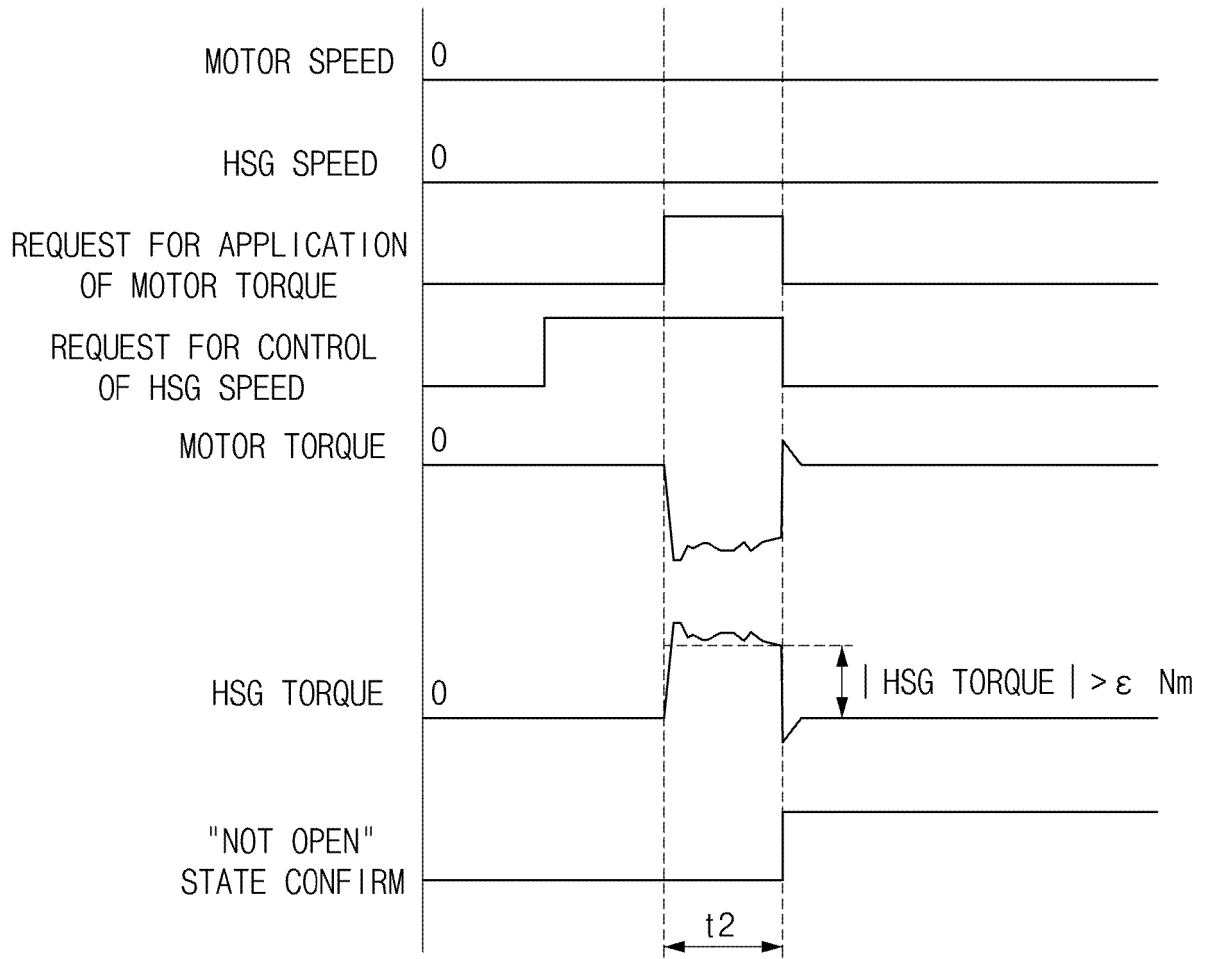 MOTOR SPEED 0
HSG SPEED 0
REQUEST FOR APPLICATION
OF MOTOR TORQUE
REQUEST FOR CONTROL
OF HSG SPEED
MOTOR TORQUE 0
HSG TORQUE 0
| HSG TORQUE | > ε Nm
"NOT OPEN"
STATE CONFIRM
t2